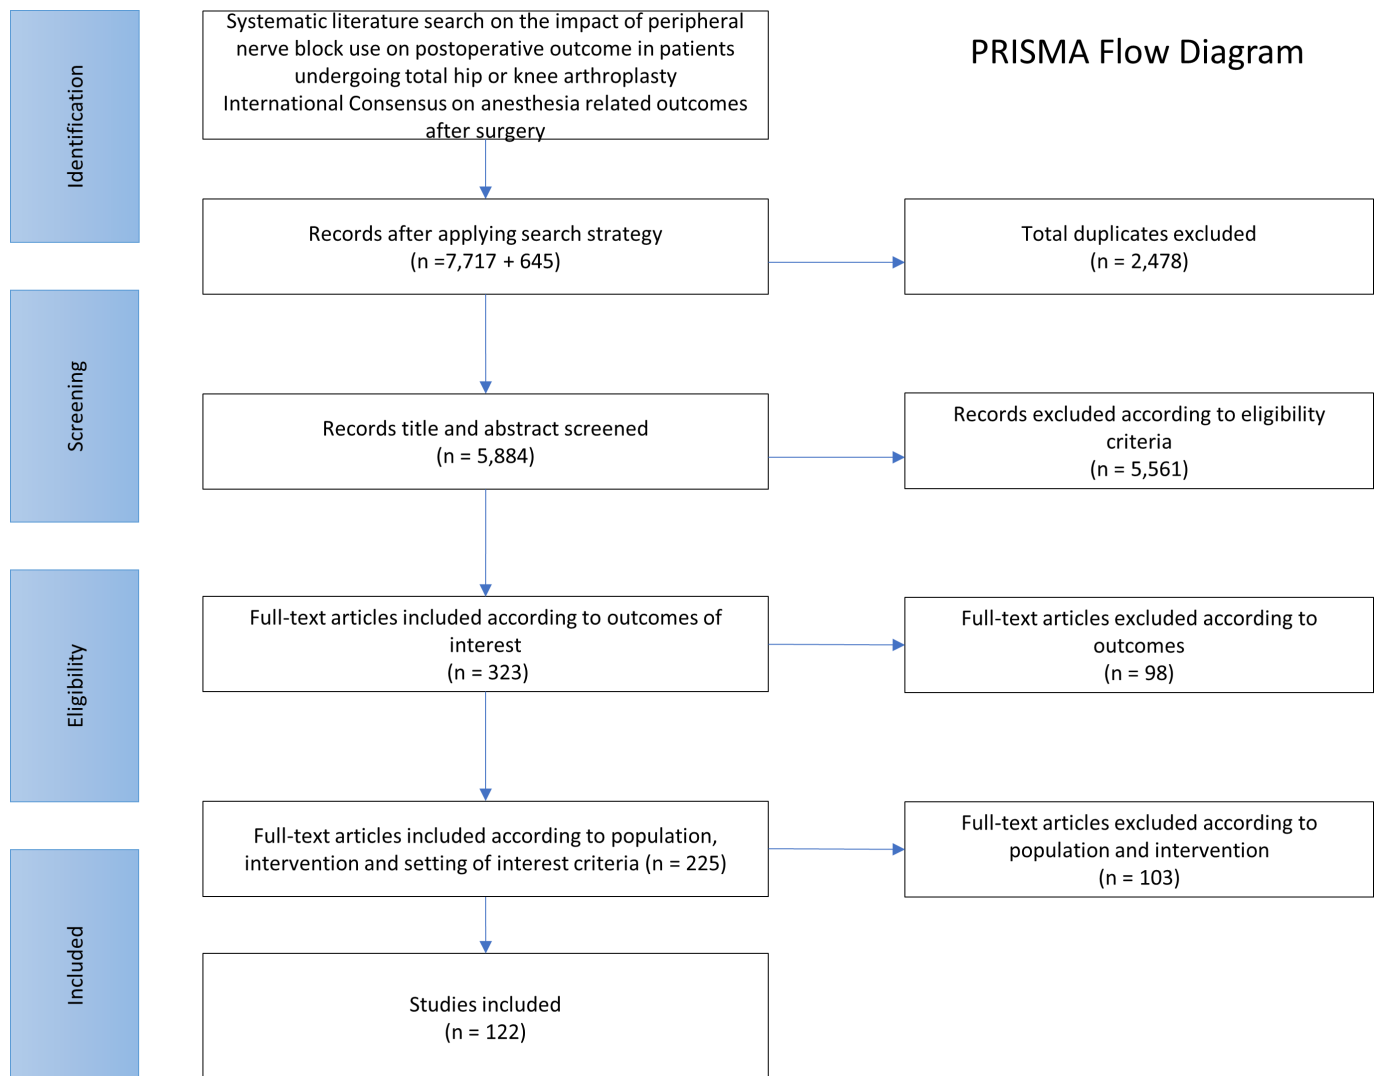 PRISMA Flow Diagram
Identification
Systematic literature search on the impact of peripheral
nerve block use on postoperative outcome in patients
undergoing total hip or knee arthroplasty
International Consensus on anesthesia related outcomes
after surgery
Records after applying search strategy
(n =7,717 + 645)
Total duplicates excluded
(n = 2,478)
Screening
Records title and abstract screened
(n = 5,884)
Records excluded according to eligibility
criteria
(n = 5,561)
Eligibility
Full-text articles included according to outcomes of
interest
(n = 323)
Full-text articles excluded according to
outcomes
(n = 98)
Full-text articles included according to population,
intervention and setting of interest criteria (n = 225)
Full-text articles excluded according to
population and intervention
(n = 103)
Included
Studies included
(n = 122)